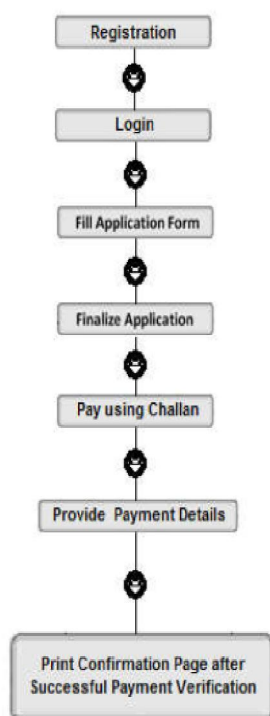 Registration
Login
Fill Application Form
Finalize Application
Pay using Challan
Provide Payment Details
Print Confirmation Page after
Successful Payment Verification